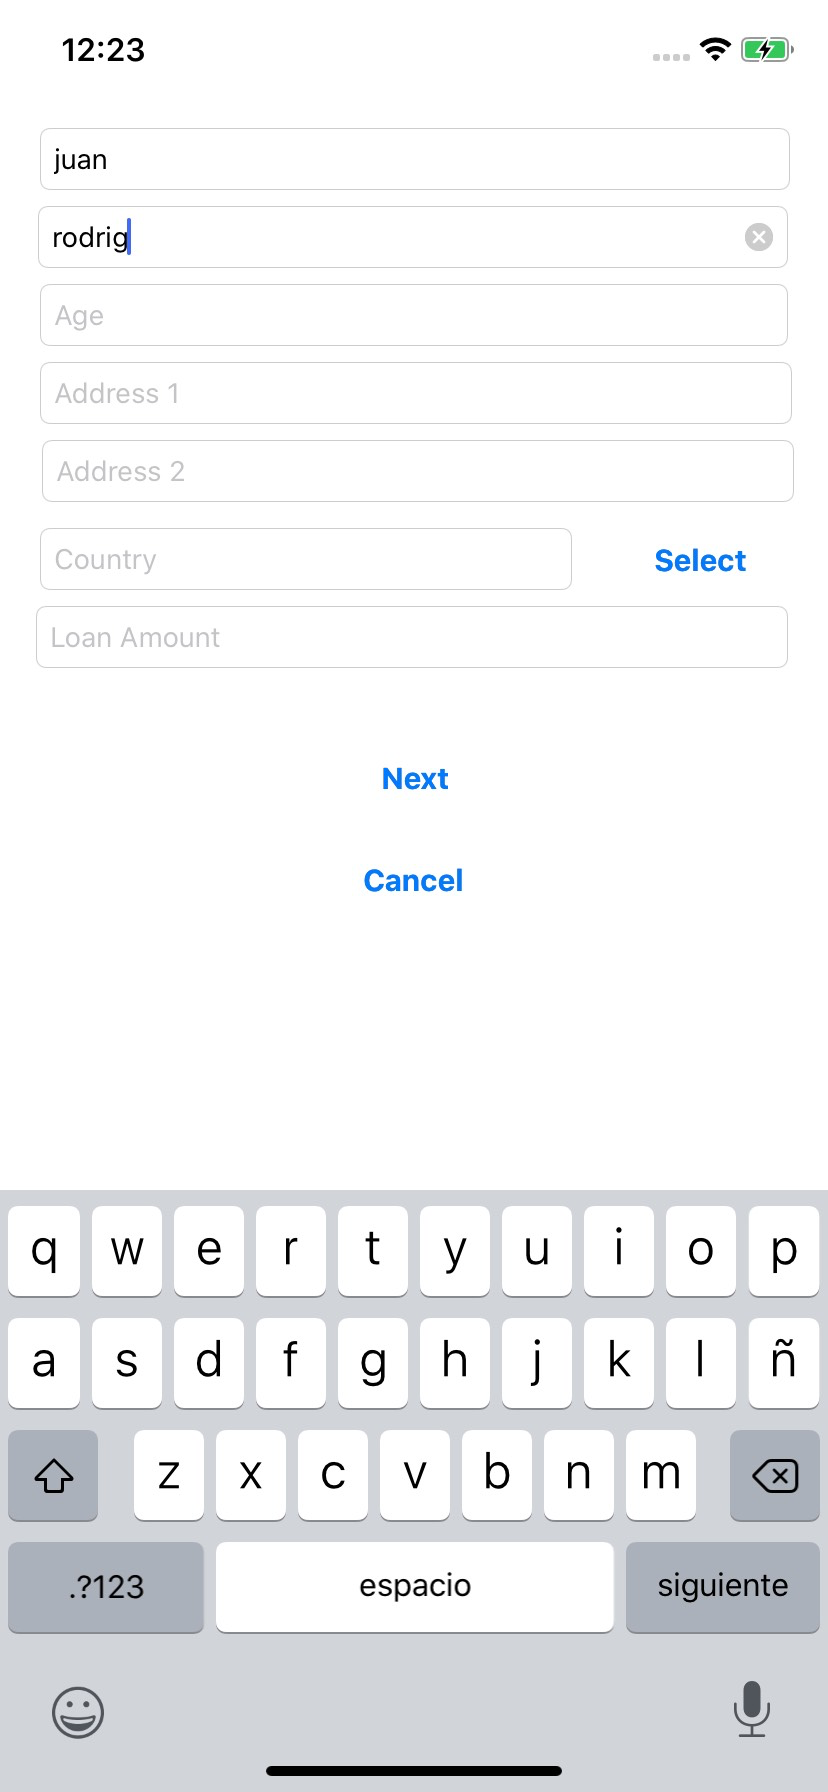 12:23
juan
rodrig
Age
Address 1
Address 2
Country Select
Loan Amount
Next
Cancel
q w e r t y u i o p
a s d f g h j k l ñ
z x c v b n m
.?123 espacio siguiente